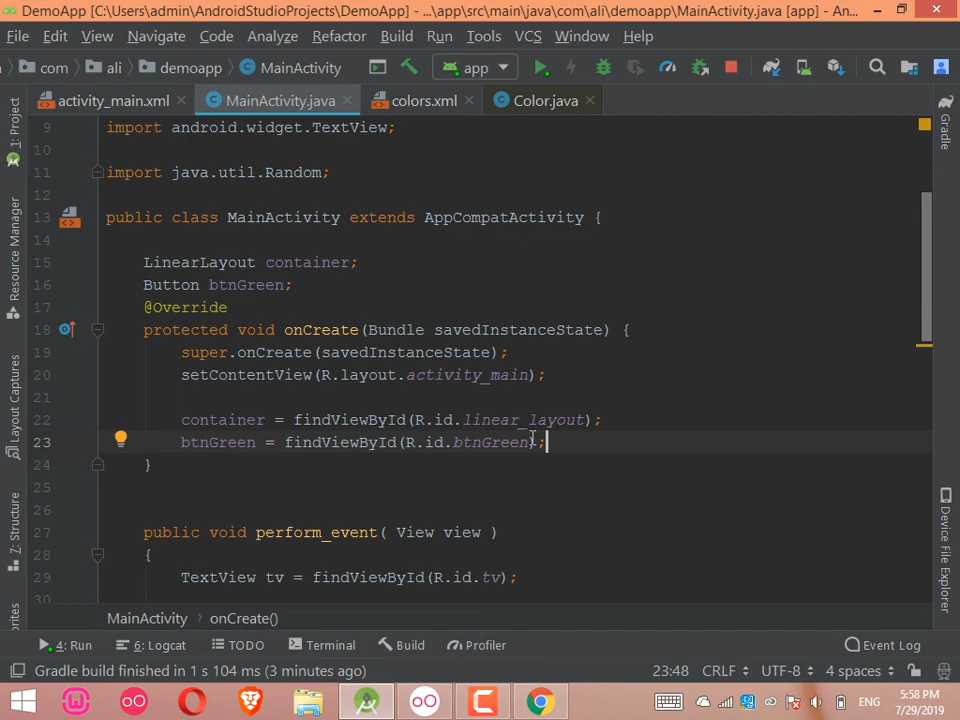 DemoApp [C:\Users\admin\AndroidStudioProjects\DemoApp] - ...\app\src\main\java\com\ali\demoapp\MainActivity.java [app] - An...
File Edit View Navigate Code Analyze Refactor Build Run Tools VCS Window Help
com ali demoapp MainActivity app
activity_main.xml MainActivity.java colors.xml Color.java
1: Project
Resource Manager
Layout Captures
7: Structure
Gradle
Device File Explorer
9 import android.widget.TextView;
10
11 import java.util.Random;
12
13 public class MainActivity extends AppCompatActivity {
14
15 LinearLayout container;
16 Button btnGreen;
17 @Override
18 protected void onCreate(Bundle savedInstanceState) {
19 super.onCreate(savedInstanceState);
20 setContentView(R.layout.activity_main);
21
22 container = findViewById(R.id.linear_layout);
23 btnGreen = findViewById(R.id.btnGreen);
24 }
25
26
27 public void perform_event( View view )
28 {
29 TextView tv = findViewById(R.id.tv);
30
MainActivity › onCreate()
4: Run 6: Logcat TODO Terminal Build Profiler Event Log
Gradle build finished in 1 s 104 ms (3 minutes ago) 23:48 CRLF UTF-8 4 spaces
ENG
5:58 PM
7/29/2019